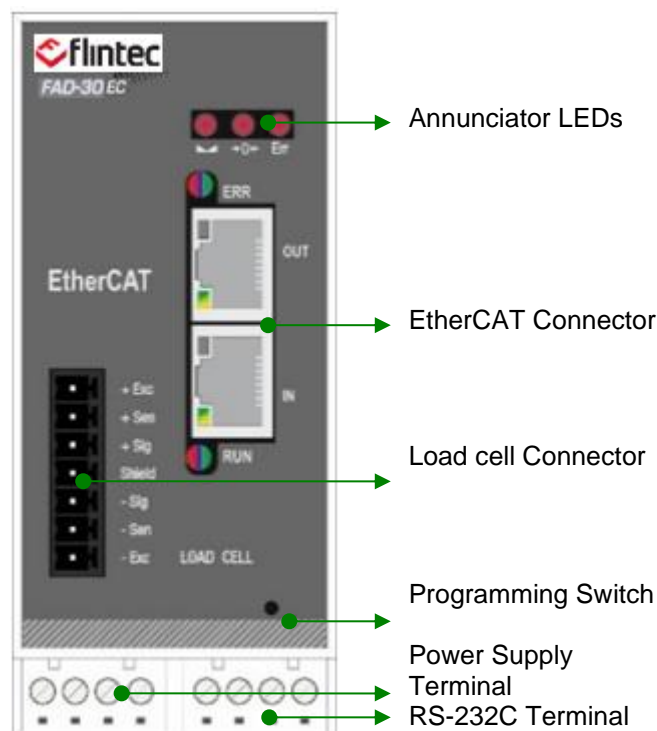 flintec
FAD-30 EC
Annunciator LEDs
+0+ Err
ERR
OUT
EtherCAT
EtherCAT Connector
IN
+ Exc
+ Sen
+ Sig
RUN
Load cell Connector
Shield
- Sig
- Sen
- Exc LOAD CELL
Programming Switch
Power Supply
Terminal
RS-232C Terminal